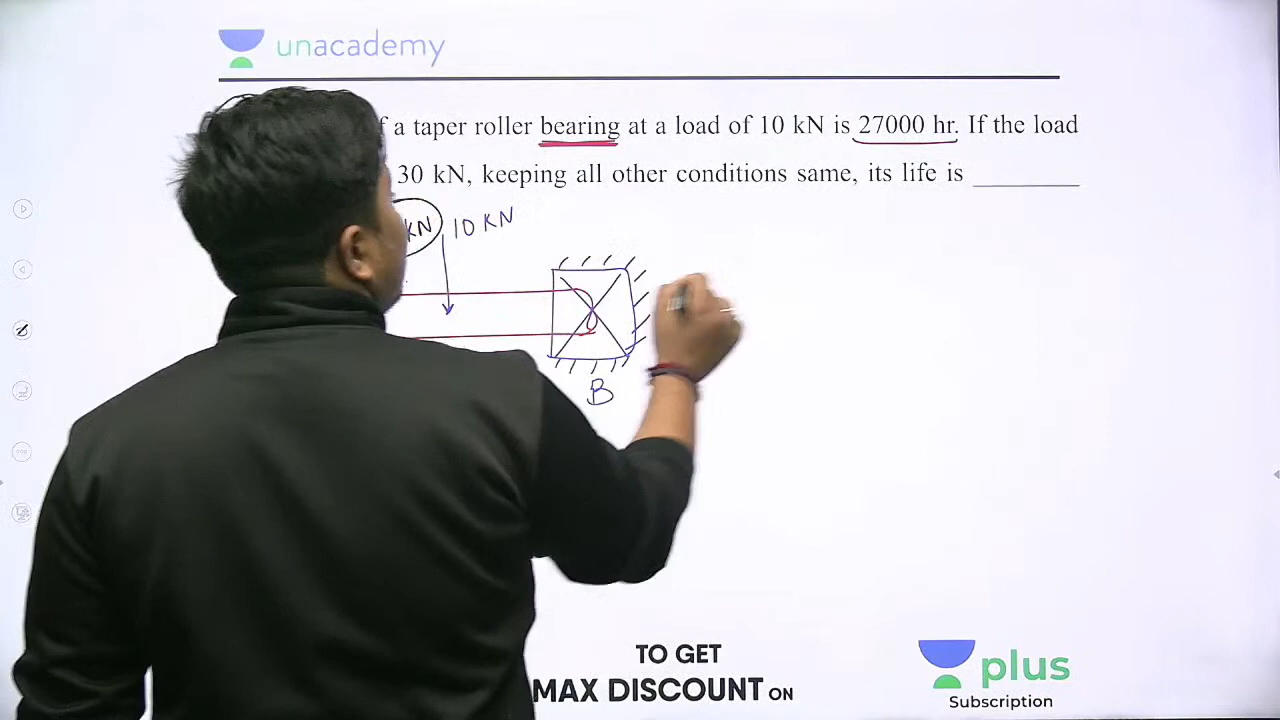 unacademy
f a taper roller bearing at a load of 10 kN is 27000 hr. If the load
30 kN, keeping all other conditions same, its life is
kN 10 KN
B
TO GET
MAX DISCOUNT ON
plus
Subscription